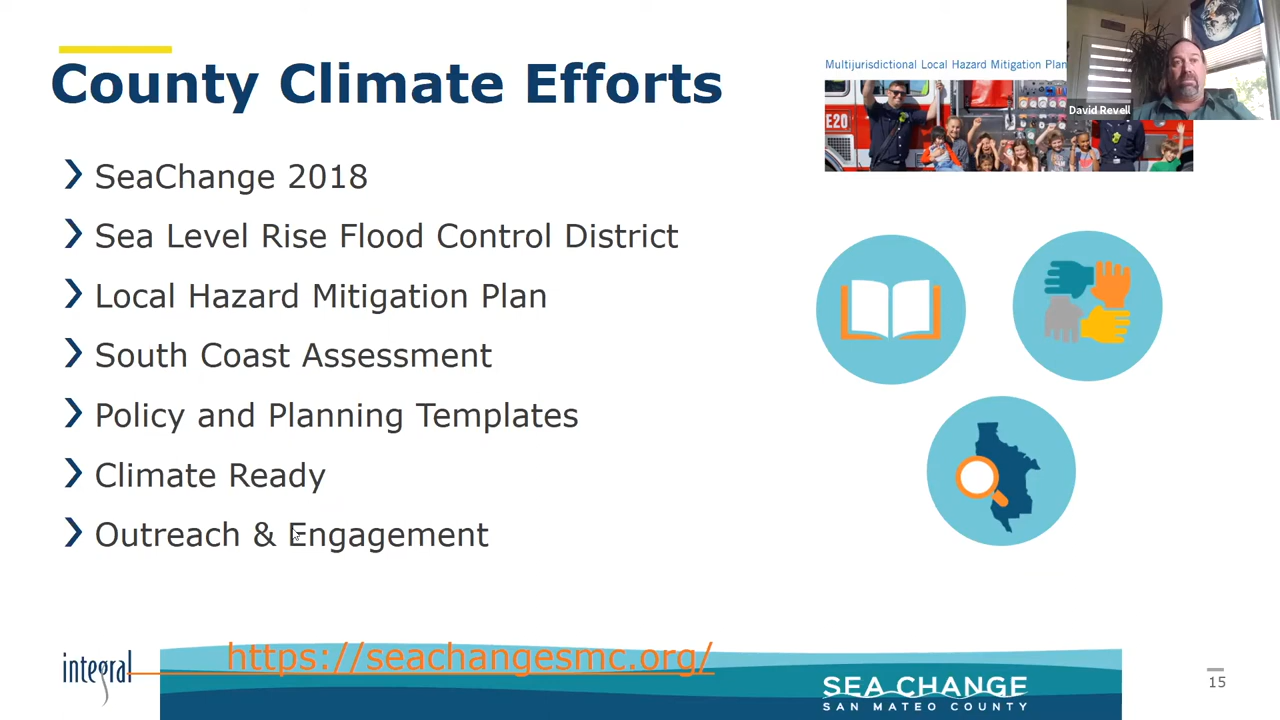 County Climate Efforts
SeaChange 2018
Sea Level Rise Flood Control District
Local Hazard Mitigation Plan
South Coast Assessment
Policy and Planning Templates
Climate Ready
Outreach & Engagement
Multijurisdictional Local Hazard Mitigation Plan
E20
David Revell
integral
https://seachangesmc.org/
SEA CHANGE
SAN MATEO COUNTY
15